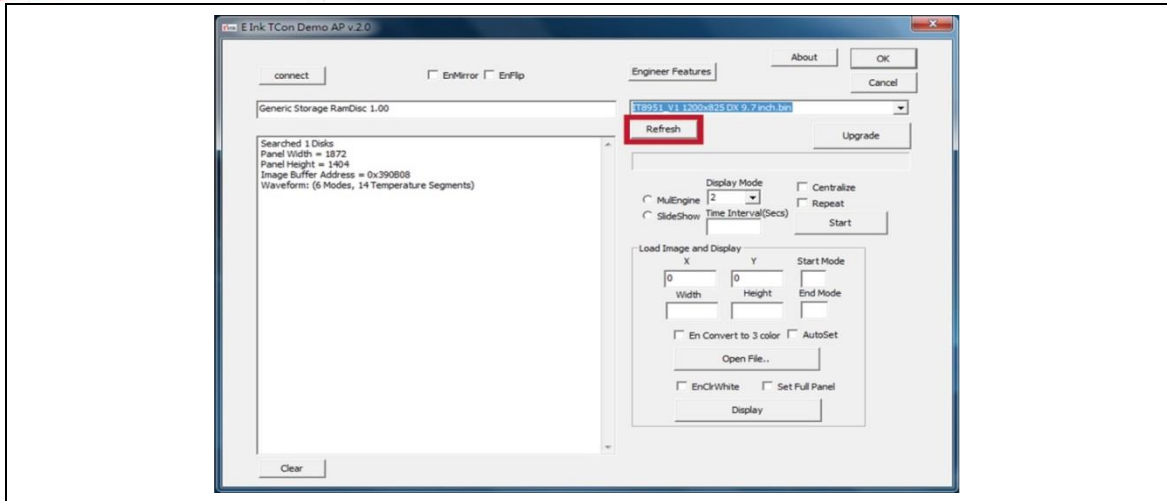 E Ink TCon Demo AP v.2.0
About
OK
connect
EnMirror
EnFlip
Engineer Features
Cancel
Generic Storage RamDisc 1.00
IT8951_V1 1200x825 DX 9.7 inch.bin
Refresh
Upgrade
Searched 1 Disks
Panel Width = 1872
Panel Height = 1404
Image Buffer Address = 0x390B08
Waveform: (6 Modes, 14 Temperature Segments)
Display Mode
Centralize
MulEngine
2
Repeat
SlideShow
Time Interval(Secs)
Start
Load Image and Display
X
Y
Start Mode
0
0
Width
Height
End Mode
En Convert to 3 color
AutoSet
Open File..
EnClrWhite
Set Full Panel
Display
Clear